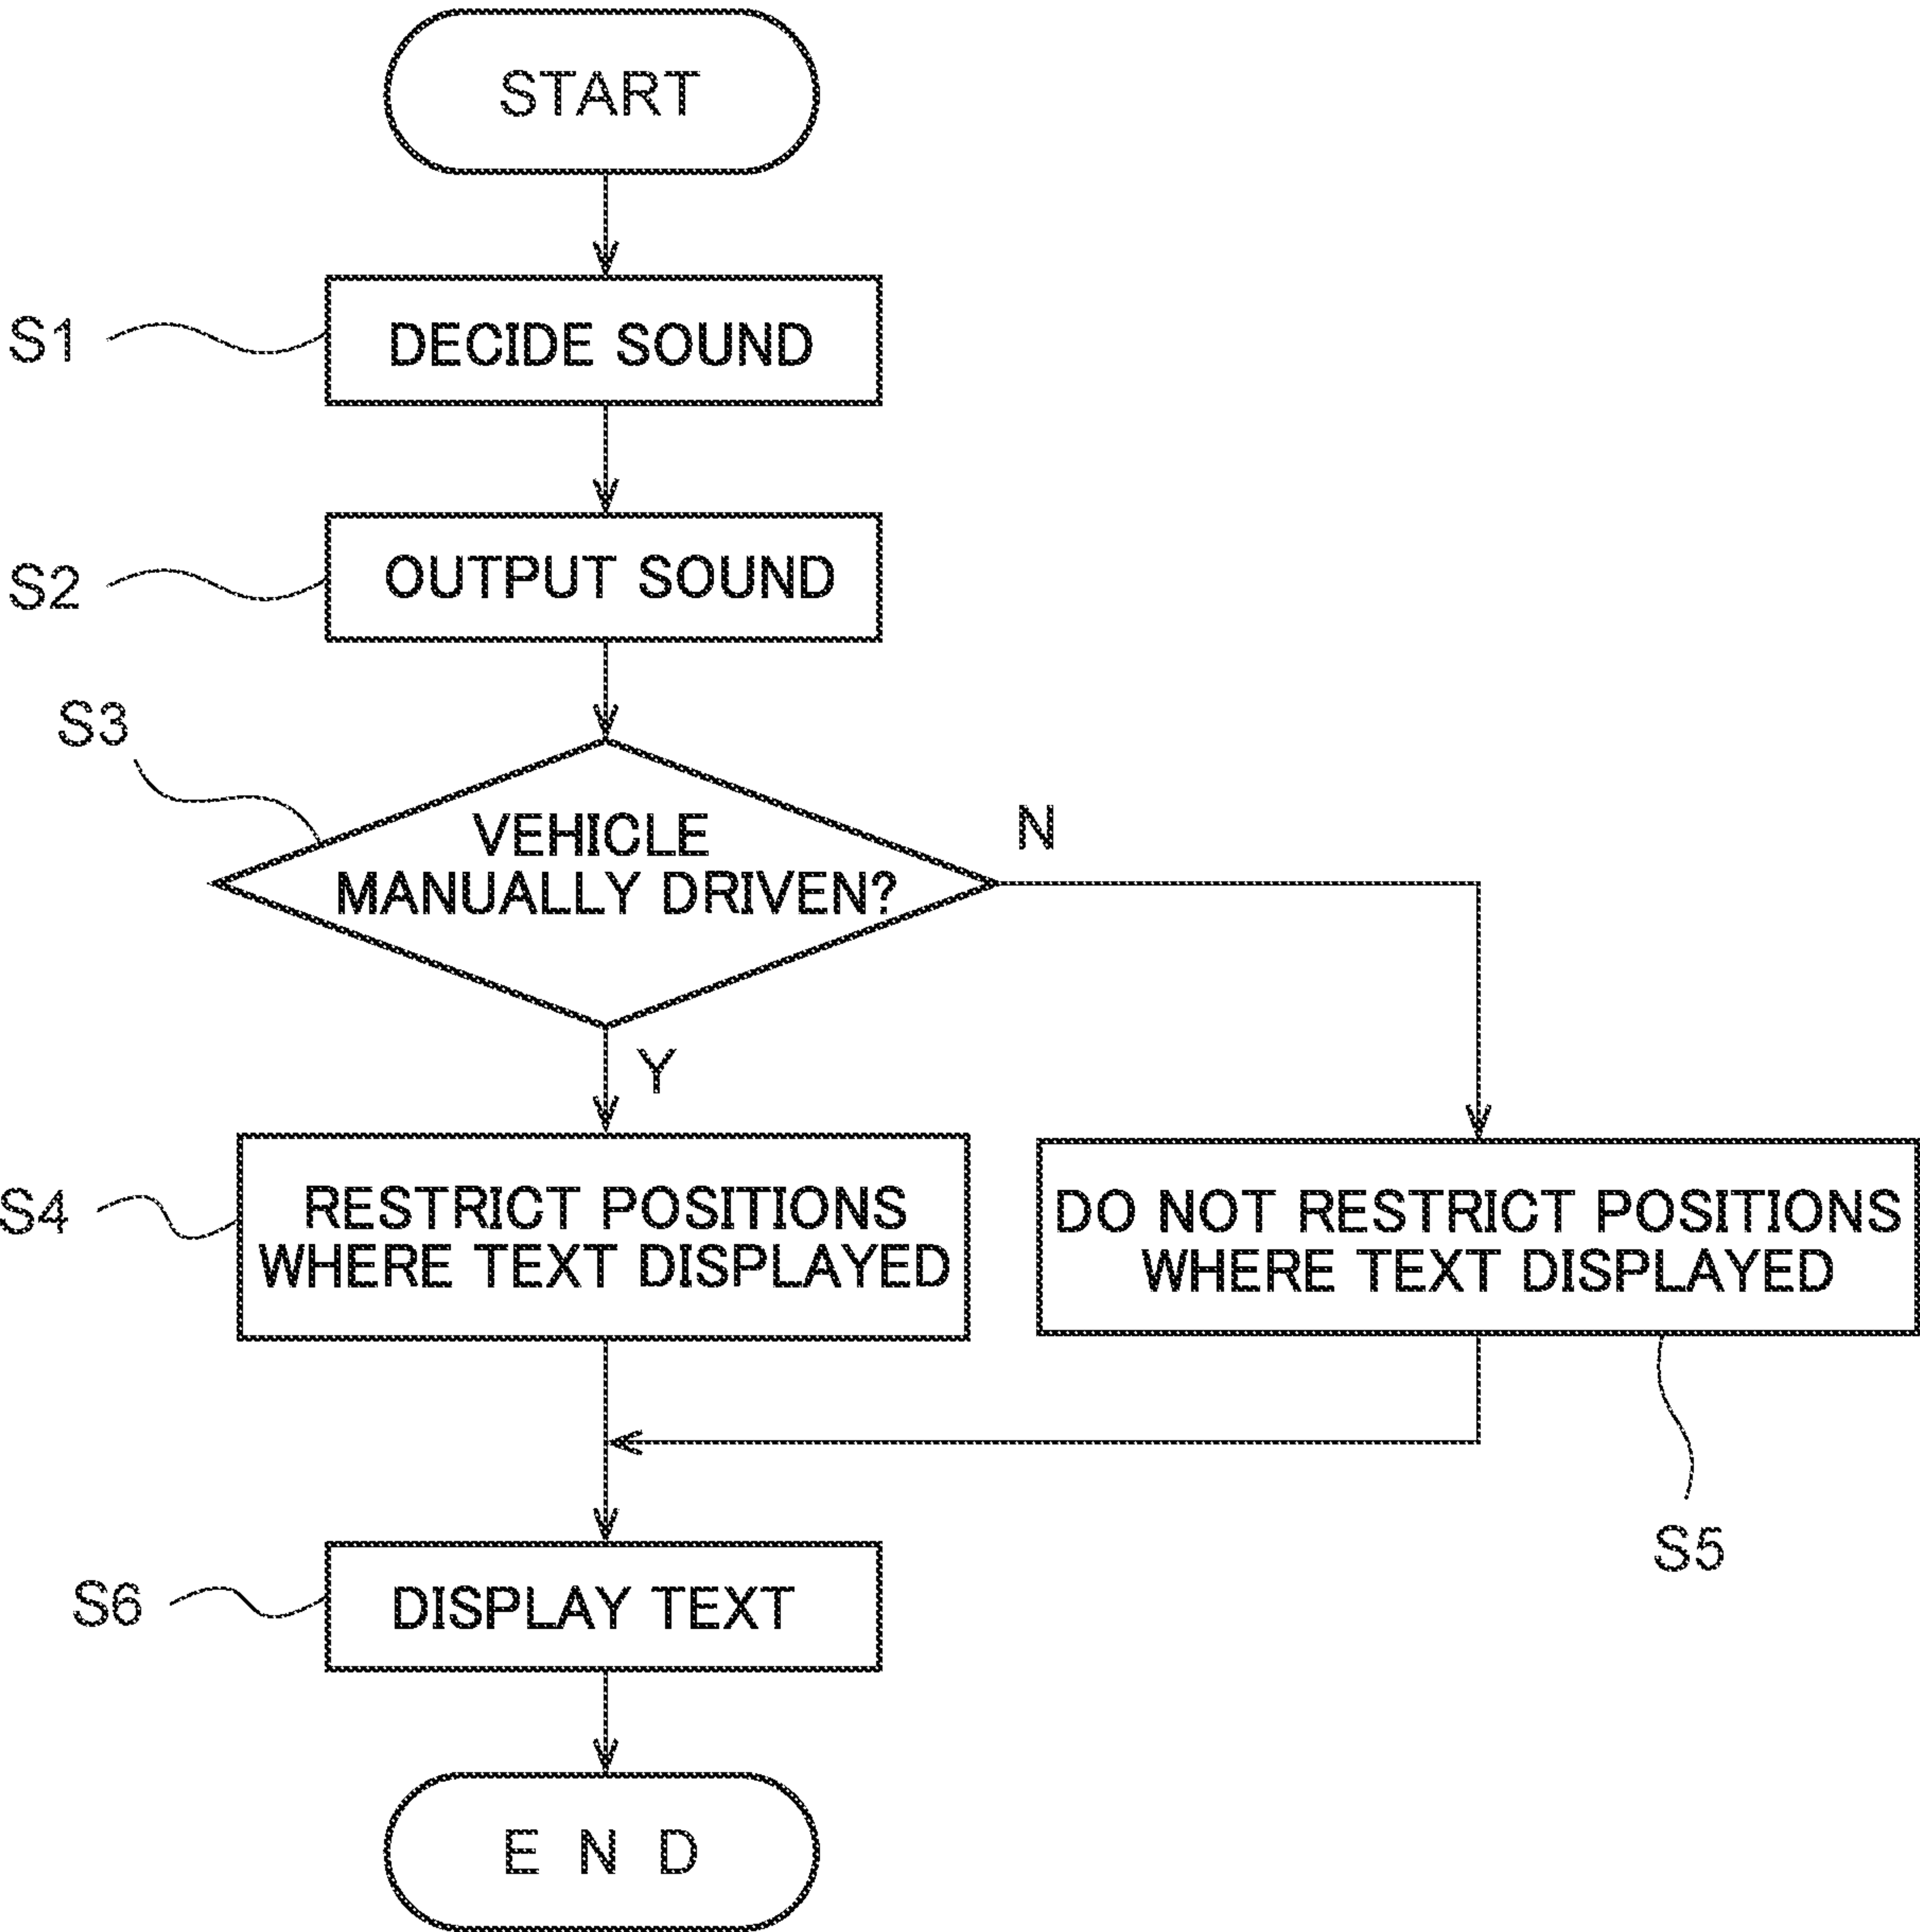 START
S1
DECIDE SOUND
S2
OUTPUT SOUND
S3
VEHICLE
MANUALLY DRIVEN?
N
Y
S4
RESTRICT POSITIONS
WHERE TEXT DISPLAYED
DO NOT RESTRICT POSITIONS
WHERE TEXT DISPLAYED
S5
S6
DISPLAY TEXT
END